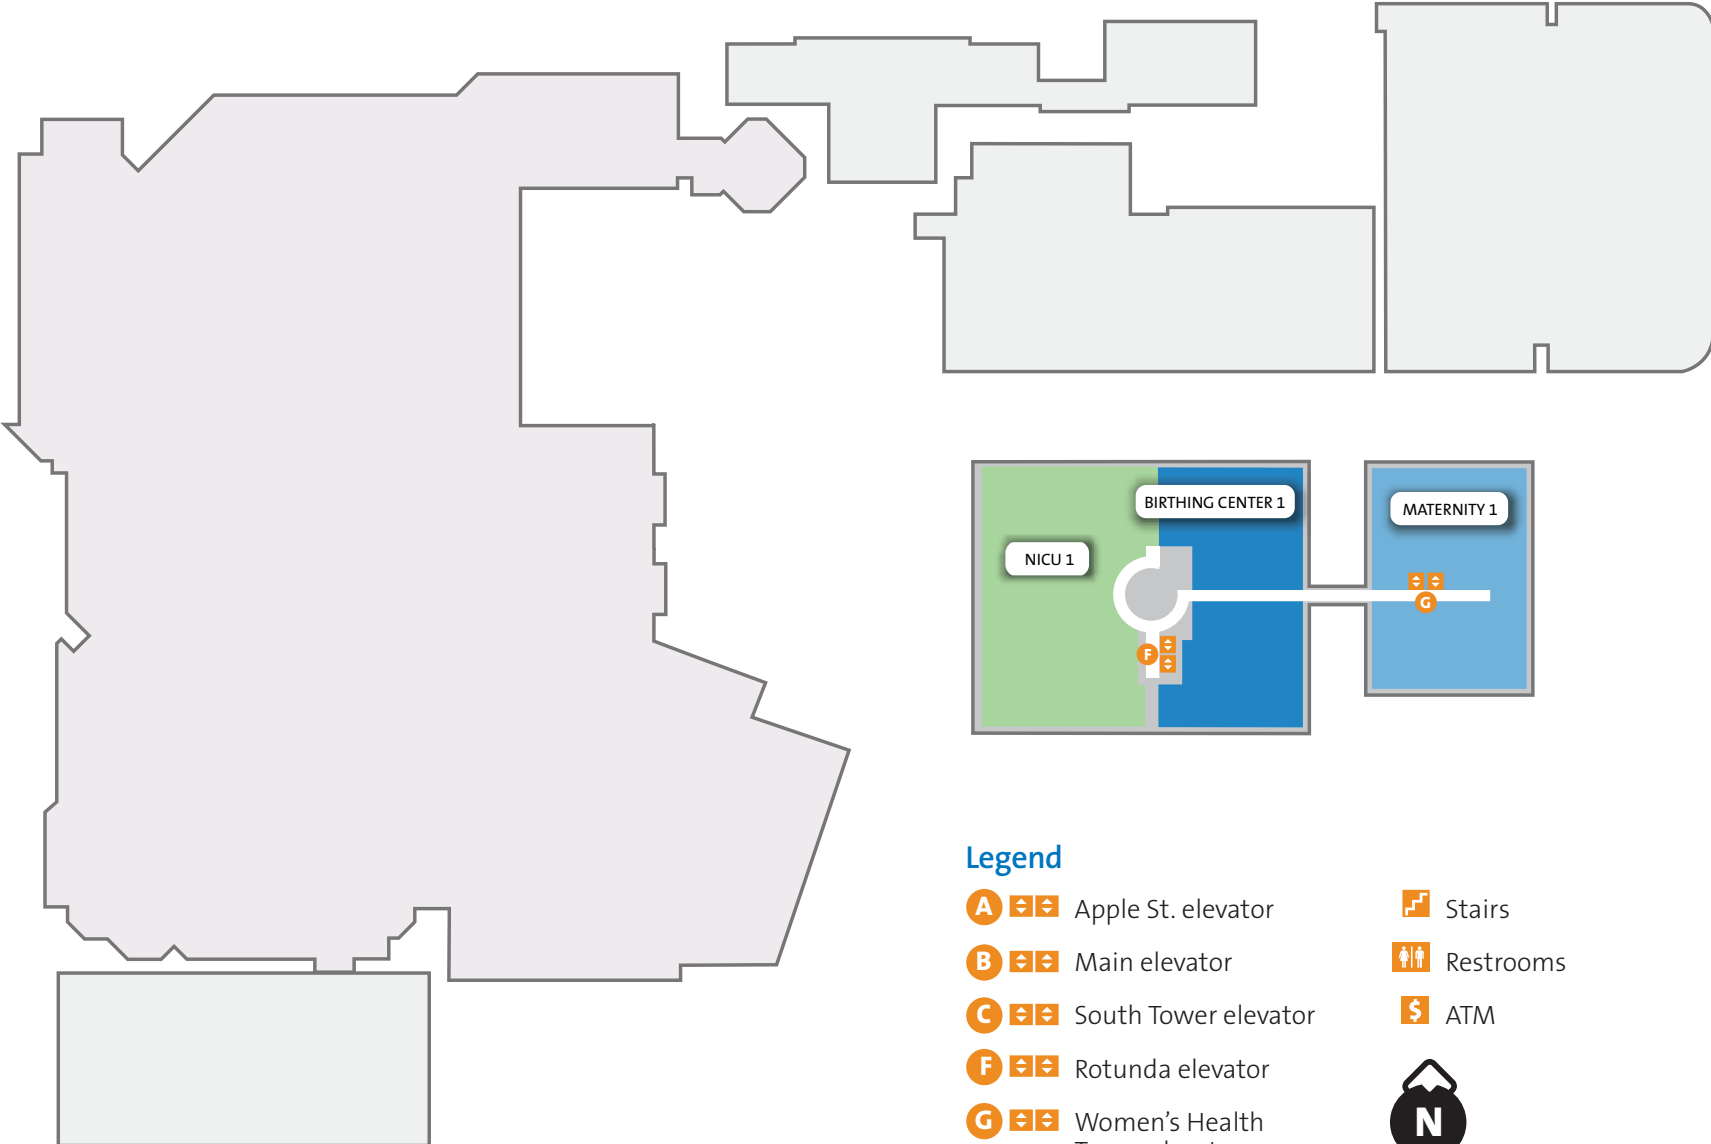 BIRTHING CENTER 1
MATERNITY 1
NICU 1
G
F
Legend
A Apple St. elevator
B Main elevator
C South Tower elevator
F Rotunda elevator
G Women's Health
Stairs
Restrooms
$ ATM
N